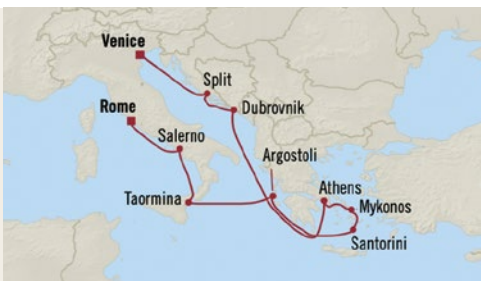 Venice
Split
Rome
Dubrovnik
Salerno
Argostoli
Taormina
Athens
Mykonos
Santorini